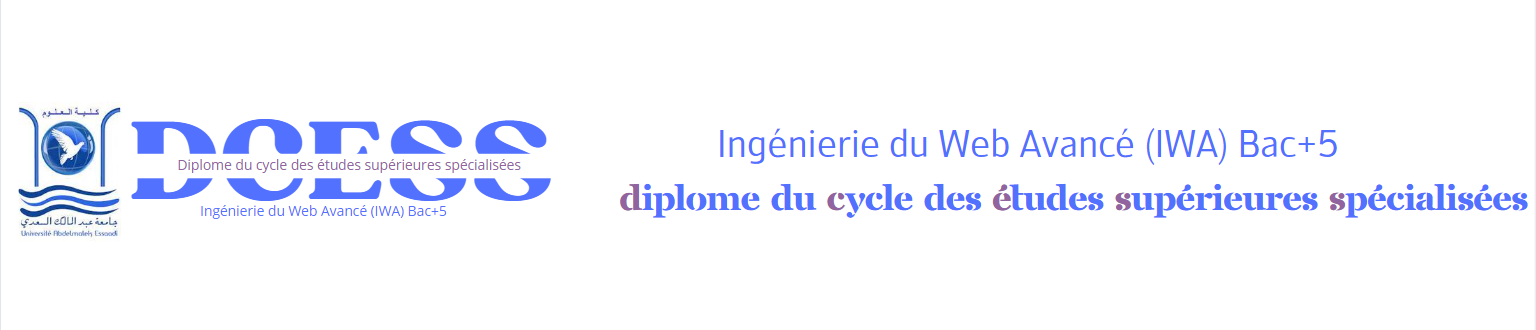 كلية العلوم
جامعة عبد المالك السعدي
Université Abdelmalek Essaadi
DCESS
Diplome du cycle des études supérieures spécialisées
Ingénierie du Web Avancé (IWA) Bac+5
Ingénierie du Web Avancé (IWA) Bac+5
diplome du cycle des études supérieures spécialisées